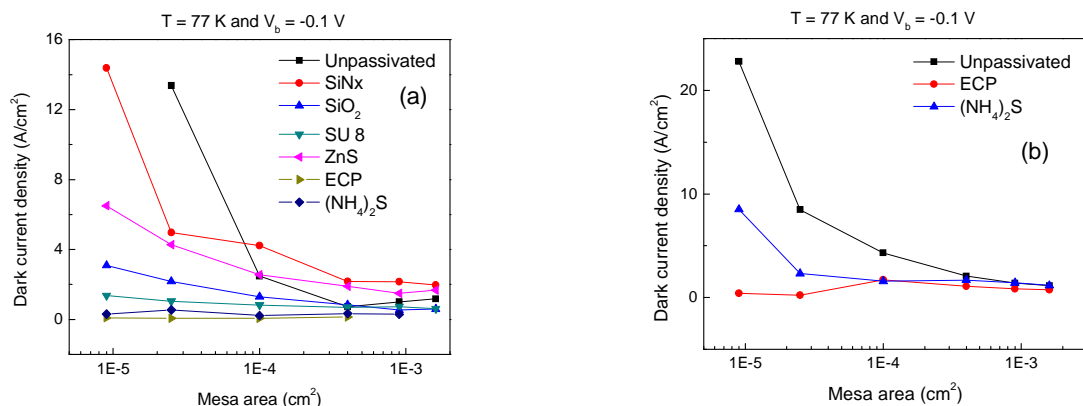 T = 77 K and V_b = -0.1 V
16
12
8
4
0
Dark current density (A/cm²)
Unpassivated
SiNx
SiO₂
SU 8
ZnS
ECP
(NH₄)₂S
(a)
1E-5
1E-4
1E-3
Mesa area (cm²)
T = 77 K and V_b = -0.1 V
20
10
0
Dark current density (A/cm²)
Unpassivated
ECP
(NH₄)₂S
(b)
1E-5
1E-4
1E-3
Mesa area (cm²)